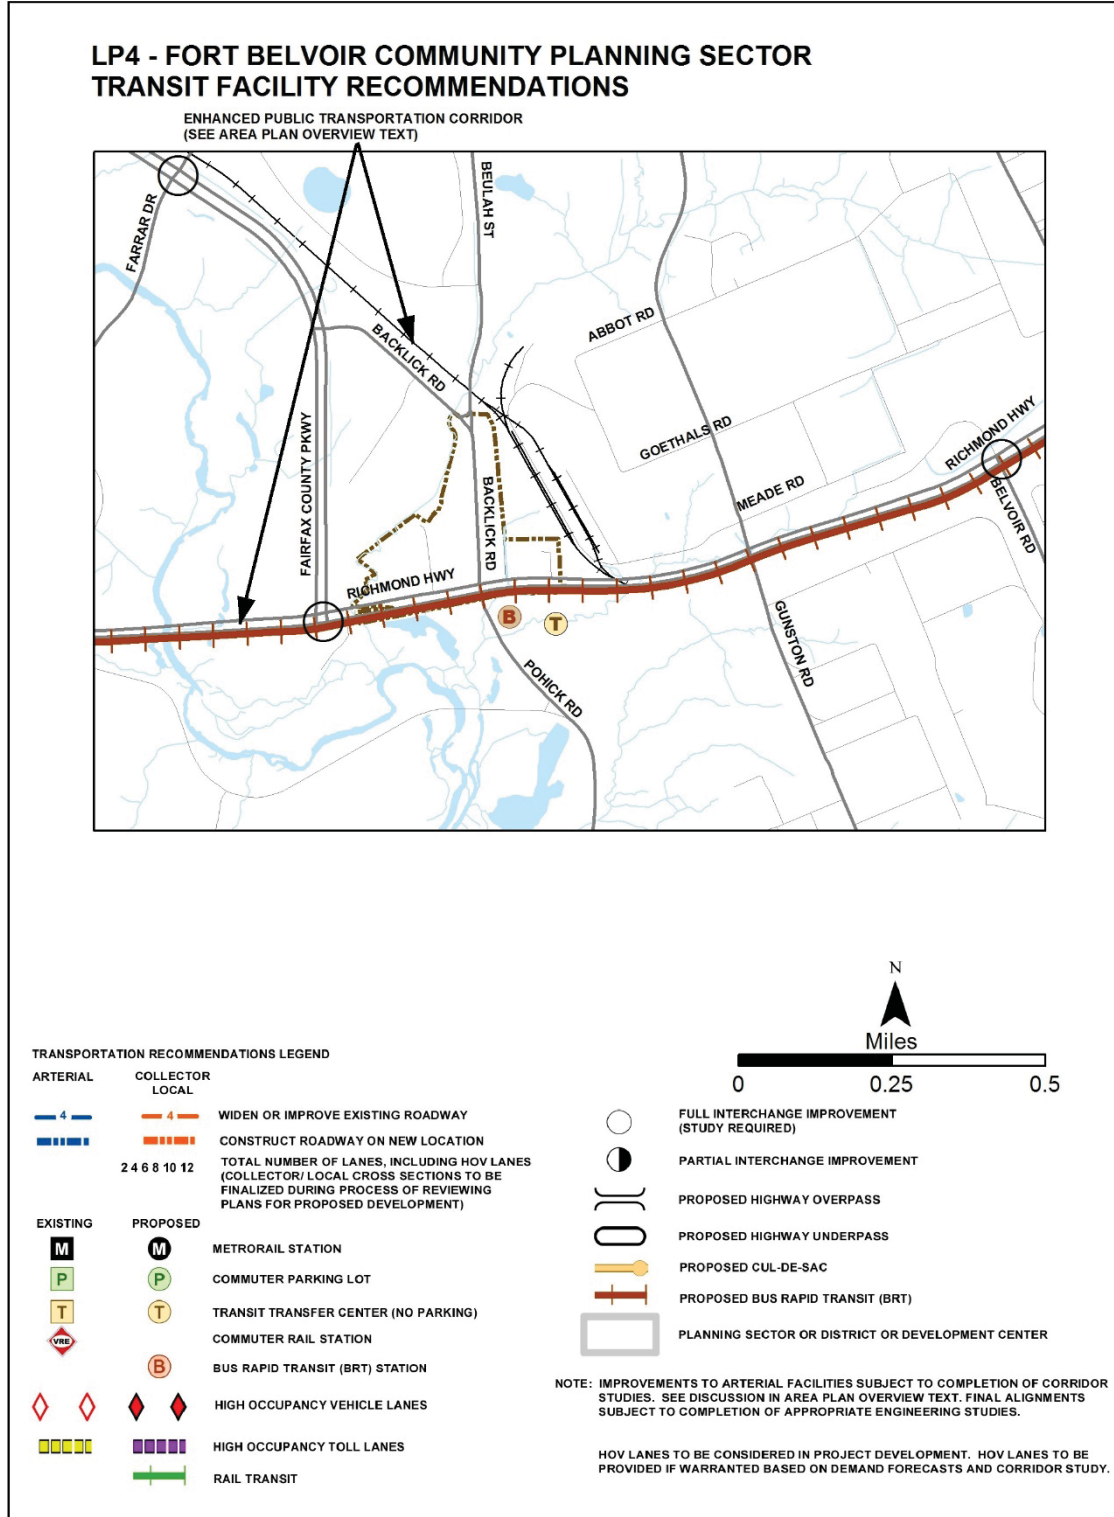 LP4 - FORT BELVOIR COMMUNITY PLANNING SECTOR
TRANSIT FACILITY RECOMMENDATIONS
ENHANCED PUBLIC TRANSPORTATION CORRIDOR
(SEE AREA PLAN OVERVIEW TEXT)
FARRAR DR
BEULAH ST
ABBOT RD
BACKLICK RD
GOETHALS RD
RICHMOND HWY
FAIRFAX COUNTY PKWY
BACKLICK RD
MEADE RD
BELVOIR RD
RICHMOND HWY
B
T
GUNSTON RD
POHICK RD
N
Miles
0 0.25 0.5
TRANSPORTATION RECOMMENDATIONS LEGEND
ARTERIAL
COLLECTOR
LOCAL
4
4
WIDEN OR IMPROVE EXISTING ROADWAY
CONSTRUCT ROADWAY ON NEW LOCATION
2 4 6 8 10 12
TOTAL NUMBER OF LANES, INCLUDING HOV LANES
(COLLECTOR/ LOCAL CROSS SECTIONS TO BE
FINALIZED DURING PROCESS OF REVIEWING
PLANS FOR PROPOSED DEVELOPMENT)
EXISTING
PROPOSED
M
M
METRORAIL STATION
P
P
COMMUTER PARKING LOT
T
T
TRANSIT TRANSFER CENTER (NO PARKING)
VRE
COMMUTER RAIL STATION
B
BUS RAPID TRANSIT (BRT) STATION
HIGH OCCUPANCY VEHICLE LANES
HIGH OCCUPANCY TOLL LANES
RAIL TRANSIT
FULL INTERCHANGE IMPROVEMENT
(STUDY REQUIRED)
PARTIAL INTERCHANGE IMPROVEMENT
PROPOSED HIGHWAY OVERPASS
PROPOSED HIGHWAY UNDERPASS
PROPOSED CUL-DE-SAC
PROPOSED BUS RAPID TRANSIT (BRT)
PLANNING SECTOR OR DISTRICT OR DEVELOPMENT CENTER
NOTE: IMPROVEMENTS TO ARTERIAL FACILITIES SUBJECT TO COMPLETION OF CORRIDOR
STUDIES. SEE DISCUSSION IN AREA PLAN OVERVIEW TEXT. FINAL ALIGNMENTS
SUBJECT TO COMPLETION OF APPROPRIATE ENGINEERING STUDIES.
HOV LANES TO BE CONSIDERED IN PROJECT DEVELOPMENT. HOV LANES TO BE
PROVIDED IF WARRANTED BASED ON DEMAND FORECASTS AND CORRIDOR STUDY.